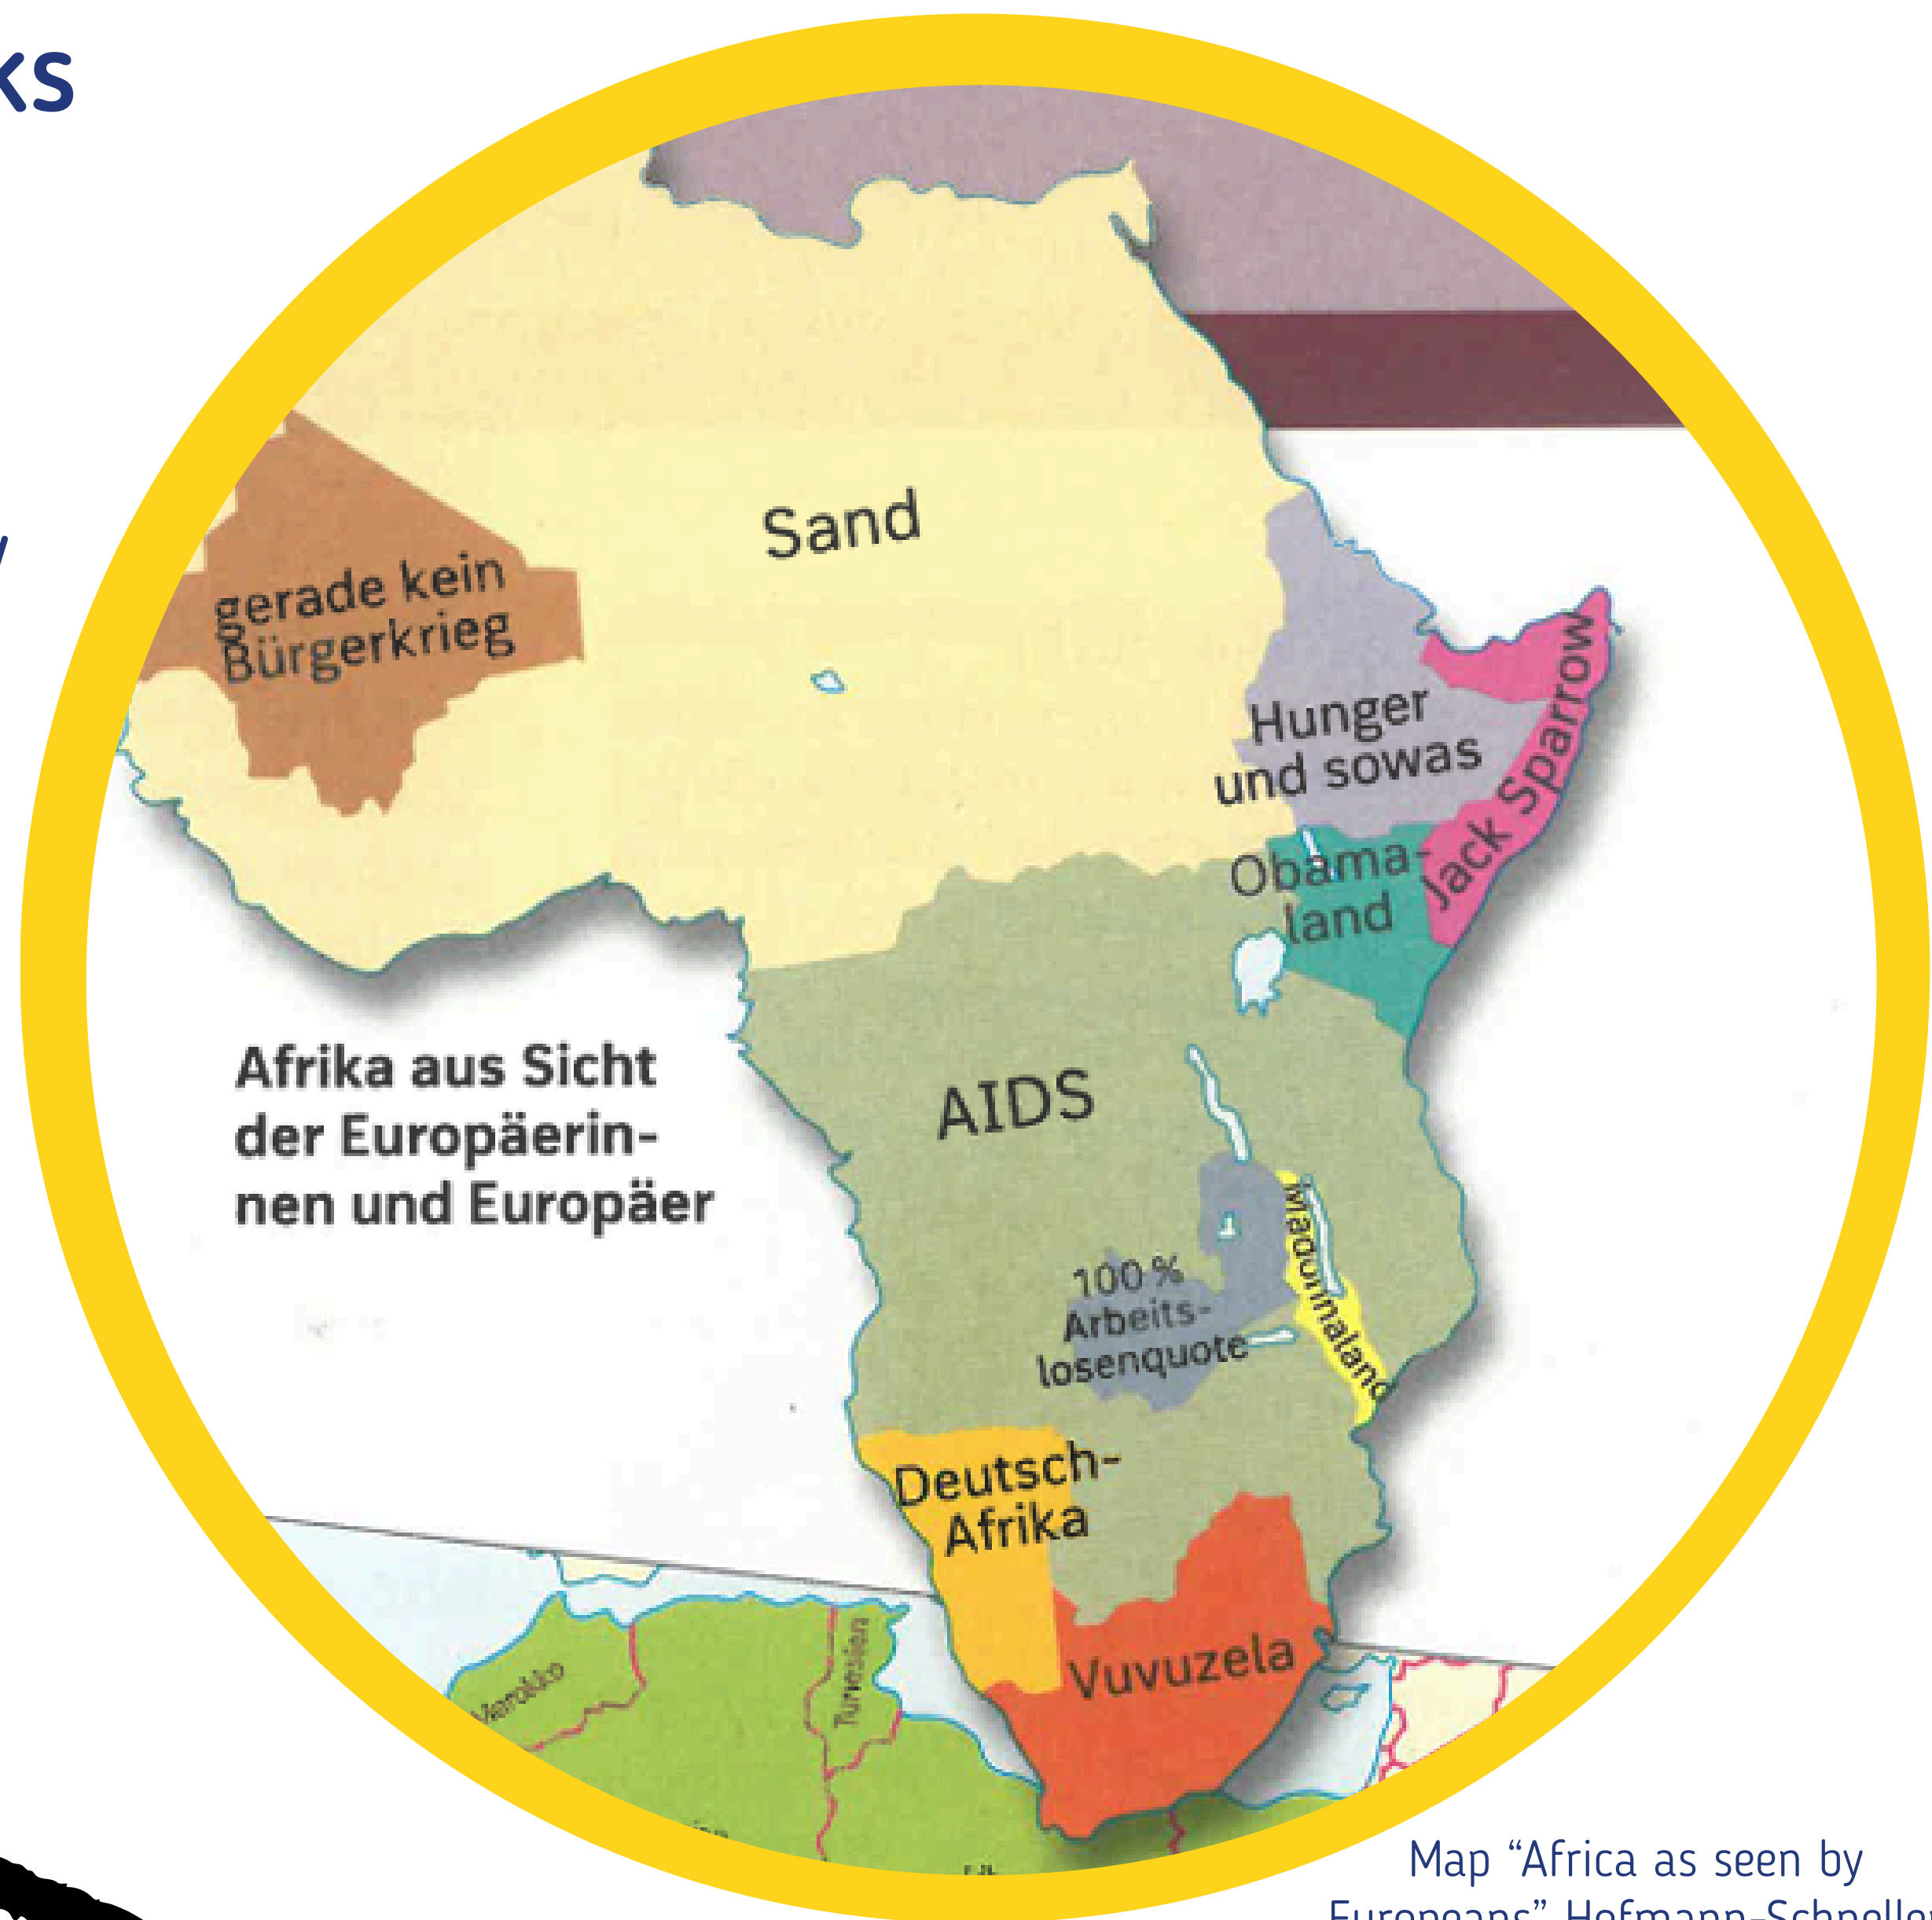 ks
Sand
gerade kein
Bürgerkrieg
Hunger
und sowas
Jack Sparrow
Obama-
land
Afrika aus Sicht
der Europäerin-
nen und Europäer
AIDS
Madonnaland
100 %
Arbeits-
losenquote
Deutsch-
Afrika
Vuvuzela
Marokko
Tunesien
Map “Africa as seen by
Europeans” Hofmann-Schneller